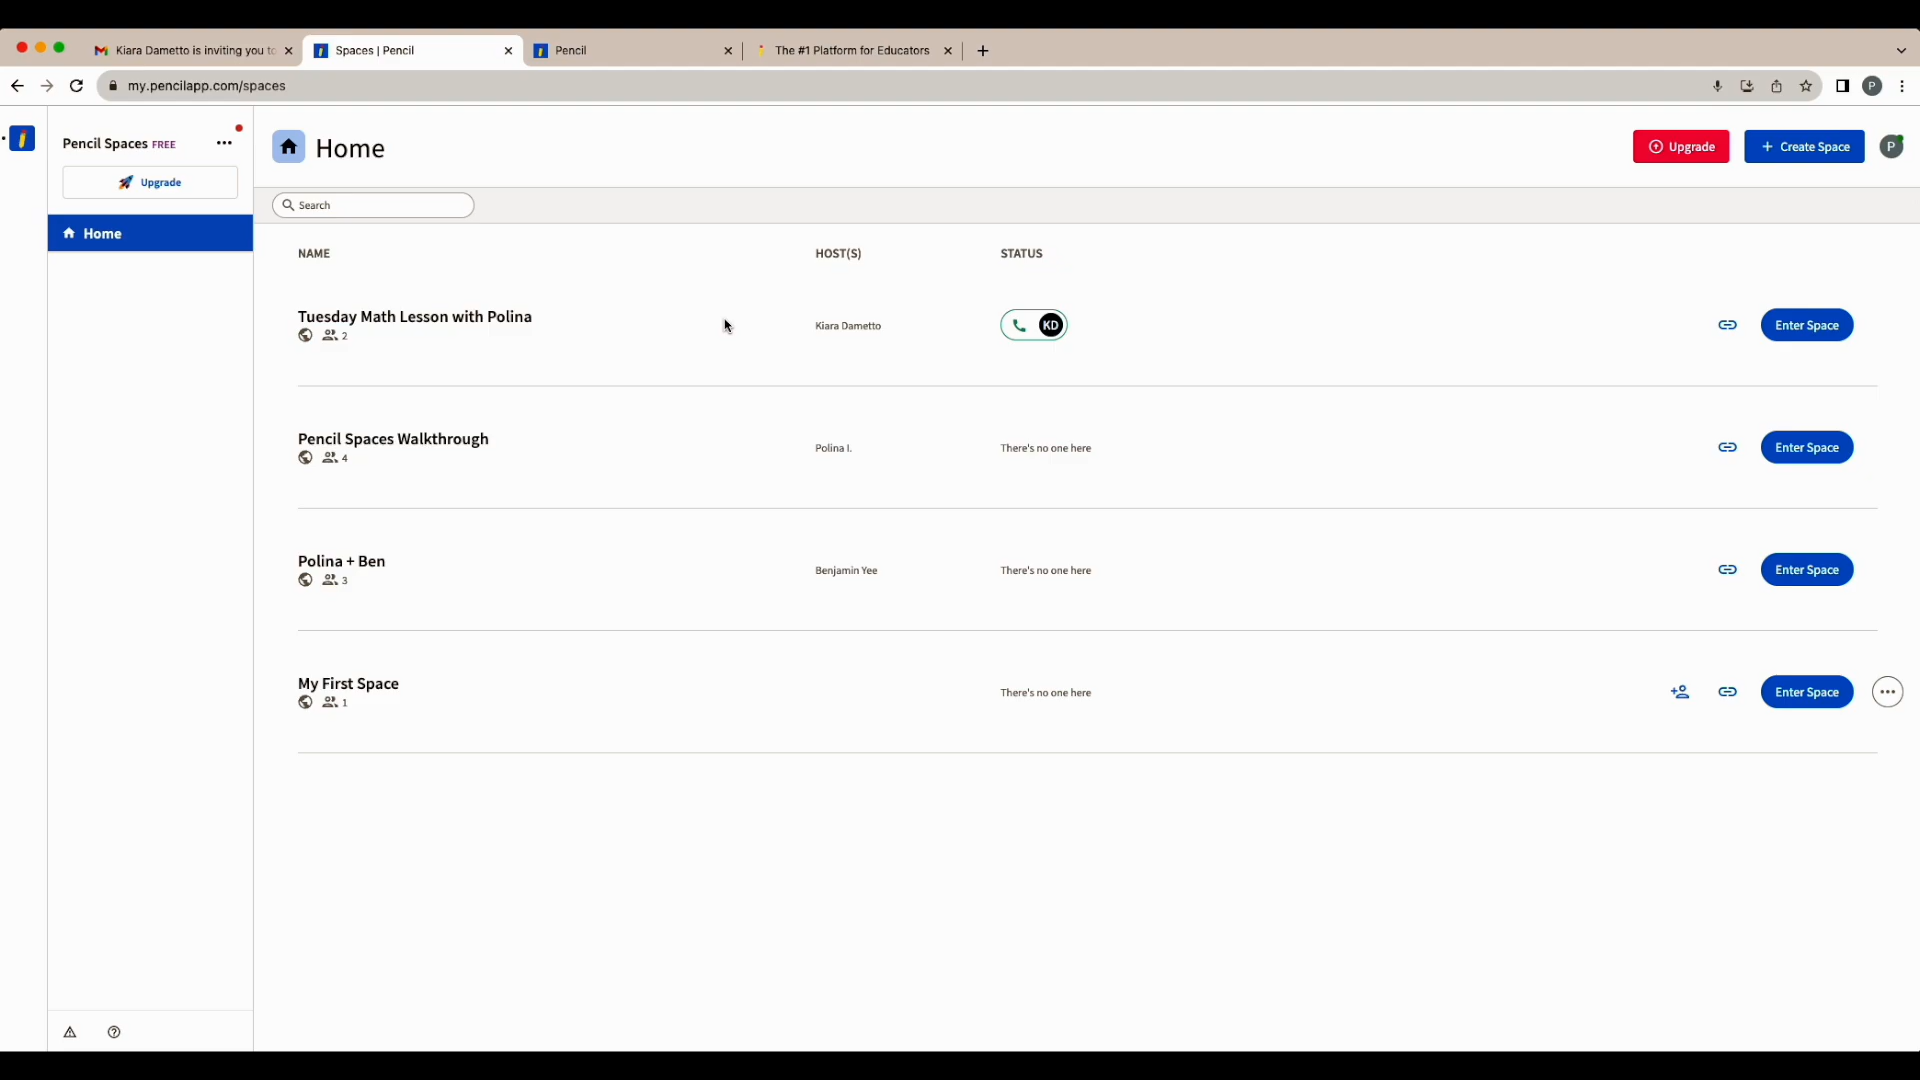 Kiara Dametto is inviting you to
Spaces | Pencil
Pencil
The #1 Platform for Educators
my.pencilapp.com/spaces
P
Pencil Spaces FREE
Upgrade
Home
Home
Upgrade
+ Create Space
P
Search
NAME
HOST(S)
STATUS
Tuesday Math Lesson with Polina
2
Kiara Dametto
KD
Enter Space
Pencil Spaces Walkthrough
4
Polina I.
There's no one here
Enter Space
Polina + Ben
3
Benjamin Yee
There's no one here
Enter Space
My First Space
1
There's no one here
Enter Space